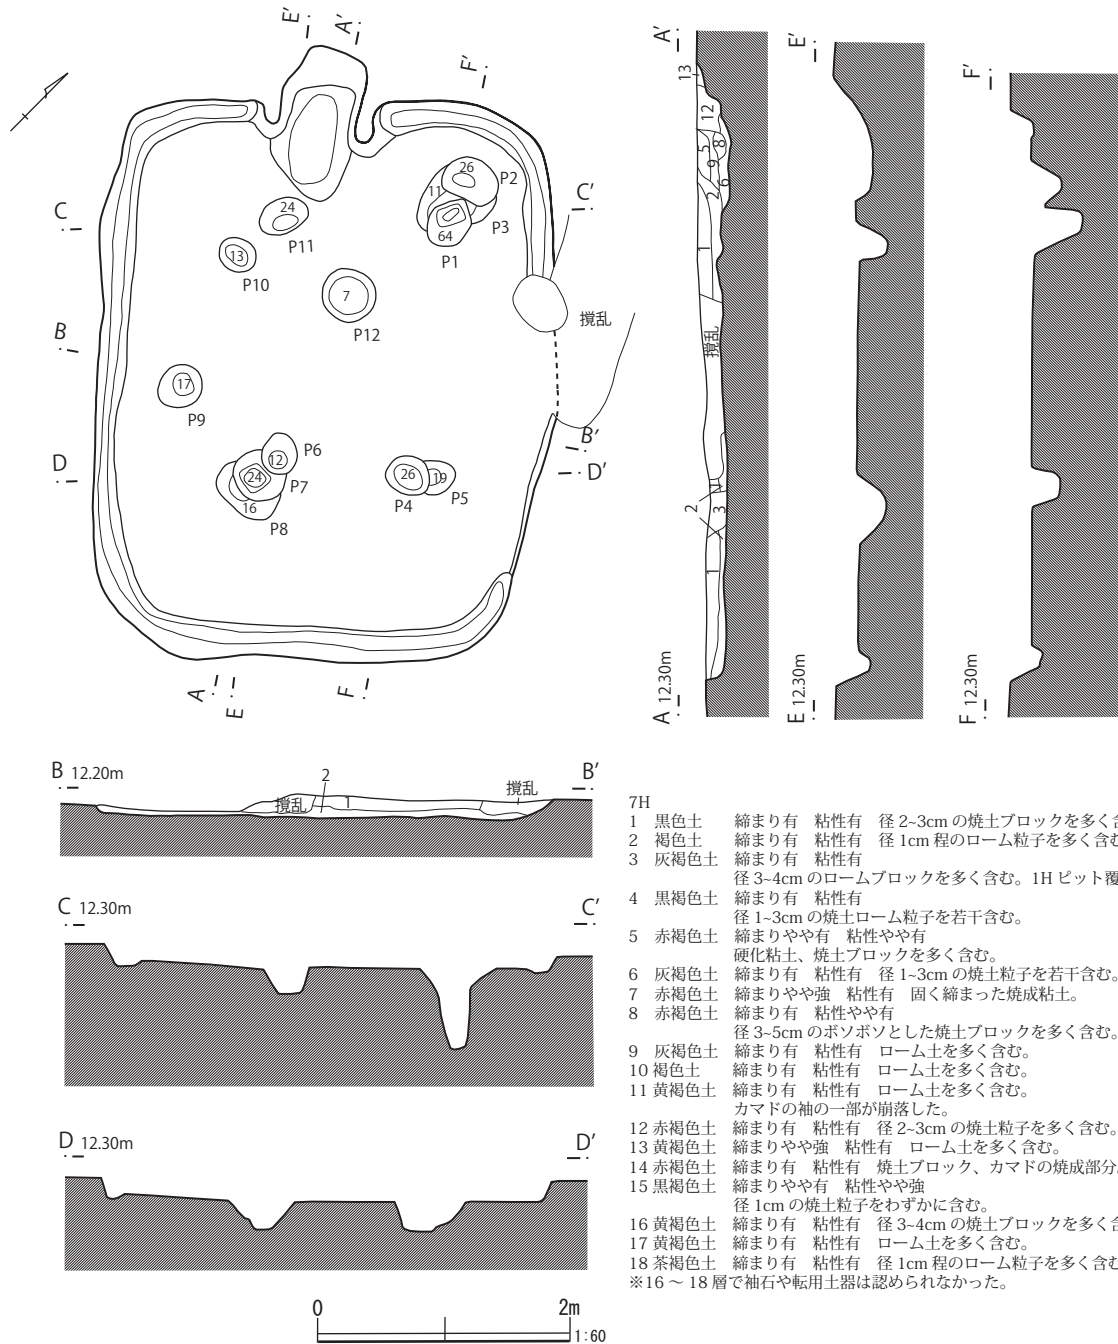 E'
A'
F'
C
C'
B
B'
D
D'
A
E
F
26
P2
11
P3
64
P1
24
P11
13
P10
7
P12
攪乱
17
P9
P6
12
24
P7
16
P8
26
19
P4
P5
A'
13
12
5
8
9
6
2
1
攪乱
1
2
3
1
A 12.30m
E'
E 12.30m
F'
F 12.30m
B 12.20m
B'
攪乱
2
1
攪乱
C 12.30m
C'
D 12.30m
D'
0
2m
1:60
7H
1 黒色土 締まり有 粘性有 径 2~3cm の焼土ブロックを多く含
2 褐色土 締まり有 粘性有 径 1cm 程のローム粒子を多く含む
3 灰褐色土 締まり有 粘性有
径 3~4cm のロームブロックを多く含む。1H ピット覆
4 黒褐色土 締まり有 粘性有
径 1~3cm の焼土ローム粒子を若干含む。
5 赤褐色土 締まりやや有 粘性やや有
硬化粘土、焼土ブロックを多く含む。
6 灰褐色土 締まり有 粘性有 径 1~3cm の焼土粒子を若干含む。
7 赤褐色土 締まりやや強 粘性有 固く締まった焼成粘土。
8 赤褐色土 締まり有 粘性やや有
径 3~5cm のボソボソとした焼土ブロックを多く含む。
9 灰褐色土 締まり有 粘性有 ローム土を多く含む。
10 褐色土 締まり有 粘性有 ローム土を多く含む。
11 黄褐色土 締まり有 粘性有 ローム土を多く含む。
カマドの袖の一部が崩落した。
12 赤褐色土 締まり有 粘性有 径 2~3cm の焼土粒子を多く含む。
13 黄褐色土 締まりやや強 粘性有 ローム土を多く含む。
14 赤褐色土 締まり有 粘性有 焼土ブロック、カマドの焼成部分
15 黒褐色土 締まりやや有 粘性やや強
径 1cm の焼土粒子をわずかに含む。
16 黄褐色土 締まり有 粘性有 径 3~4cm の焼土ブロックを多く含
17 黄褐色土 締まり有 粘性有 ローム土を多く含む。
18 茶褐色土 締まり有 粘性有 径 1cm 程のローム粒子を多く含む
※16 ～ 18 層で袖石や転用土器は認められなかった。